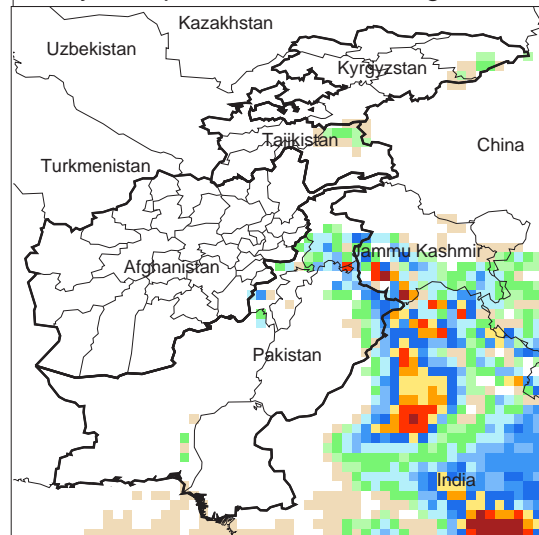 Kazakhstan
Uzbekistan
Kyrgyzstan
Tajikistan
China
Turkmenistan
Jammu Kashmir
Afghanistan
Pakistan
India